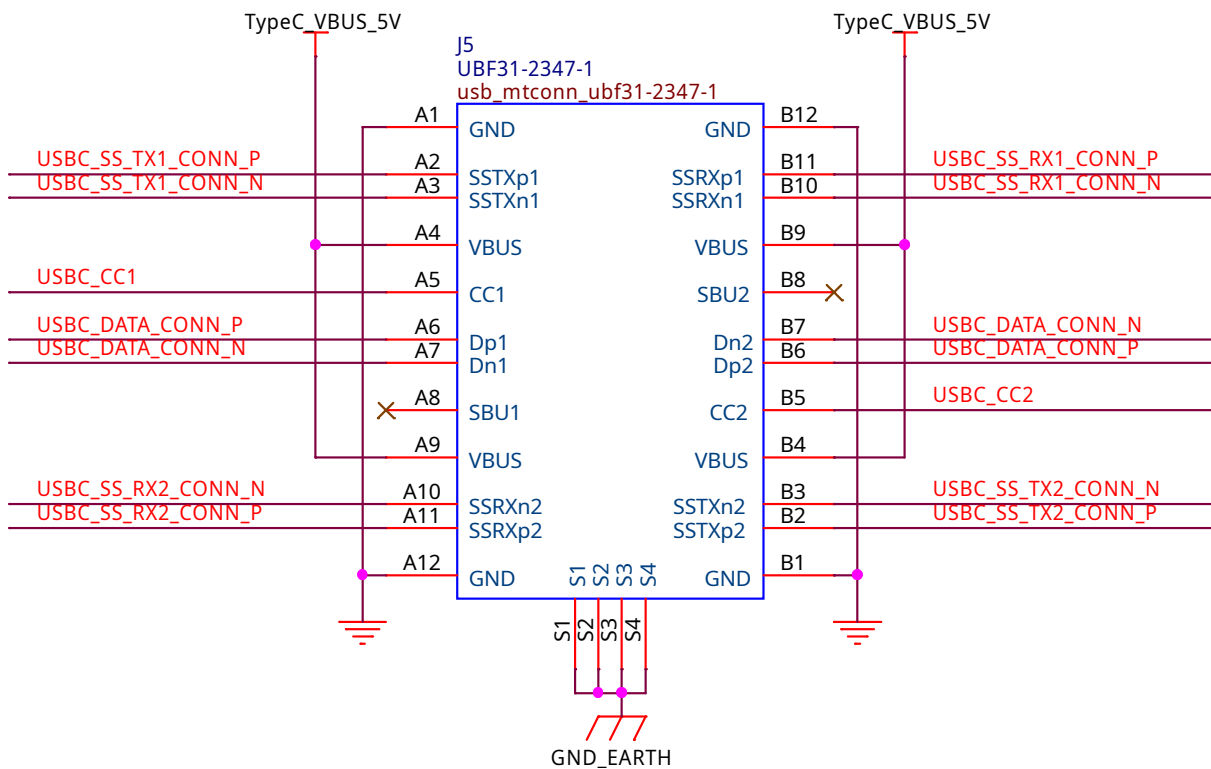 TypeC_VBUS_5V
TypeC_VBUS_5V
J5
UBF31-2347-1
usb_mtconn_ubf31-2347-1
A1 GND GND B12
USBC_SS_TX1_CONN_P A2 SSTXp1 SSRXp1 B11 USBC_SS_RX1_CONN_P
USBC_SS_TX1_CONN_N A3 SSTXn1 SSRXn1 B10 USBC_SS_RX1_CONN_N
A4 VBUS VBUS B9
USBC_CC1 A5 CC1 SBU2 B8
USBC_DATA_CONN_P A6 Dp1 Dn2 B7 USBC_DATA_CONN_N
USBC_DATA_CONN_N A7 Dn1 Dp2 B6 USBC_DATA_CONN_P
A8 SBU1 CC2 B5 USBC_CC2
A9 VBUS VBUS B4
USBC_SS_RX2_CONN_N A10 SSRXn2 SSTXn2 B3 USBC_SS_TX2_CONN_N
USBC_SS_RX2_CONN_P A11 SSRXp2 SSTXp2 B2 USBC_SS_TX2_CONN_P
A12 GND GND B1
S1 S2 S3 S4
S1 S2 S3 S4
GND_EARTH